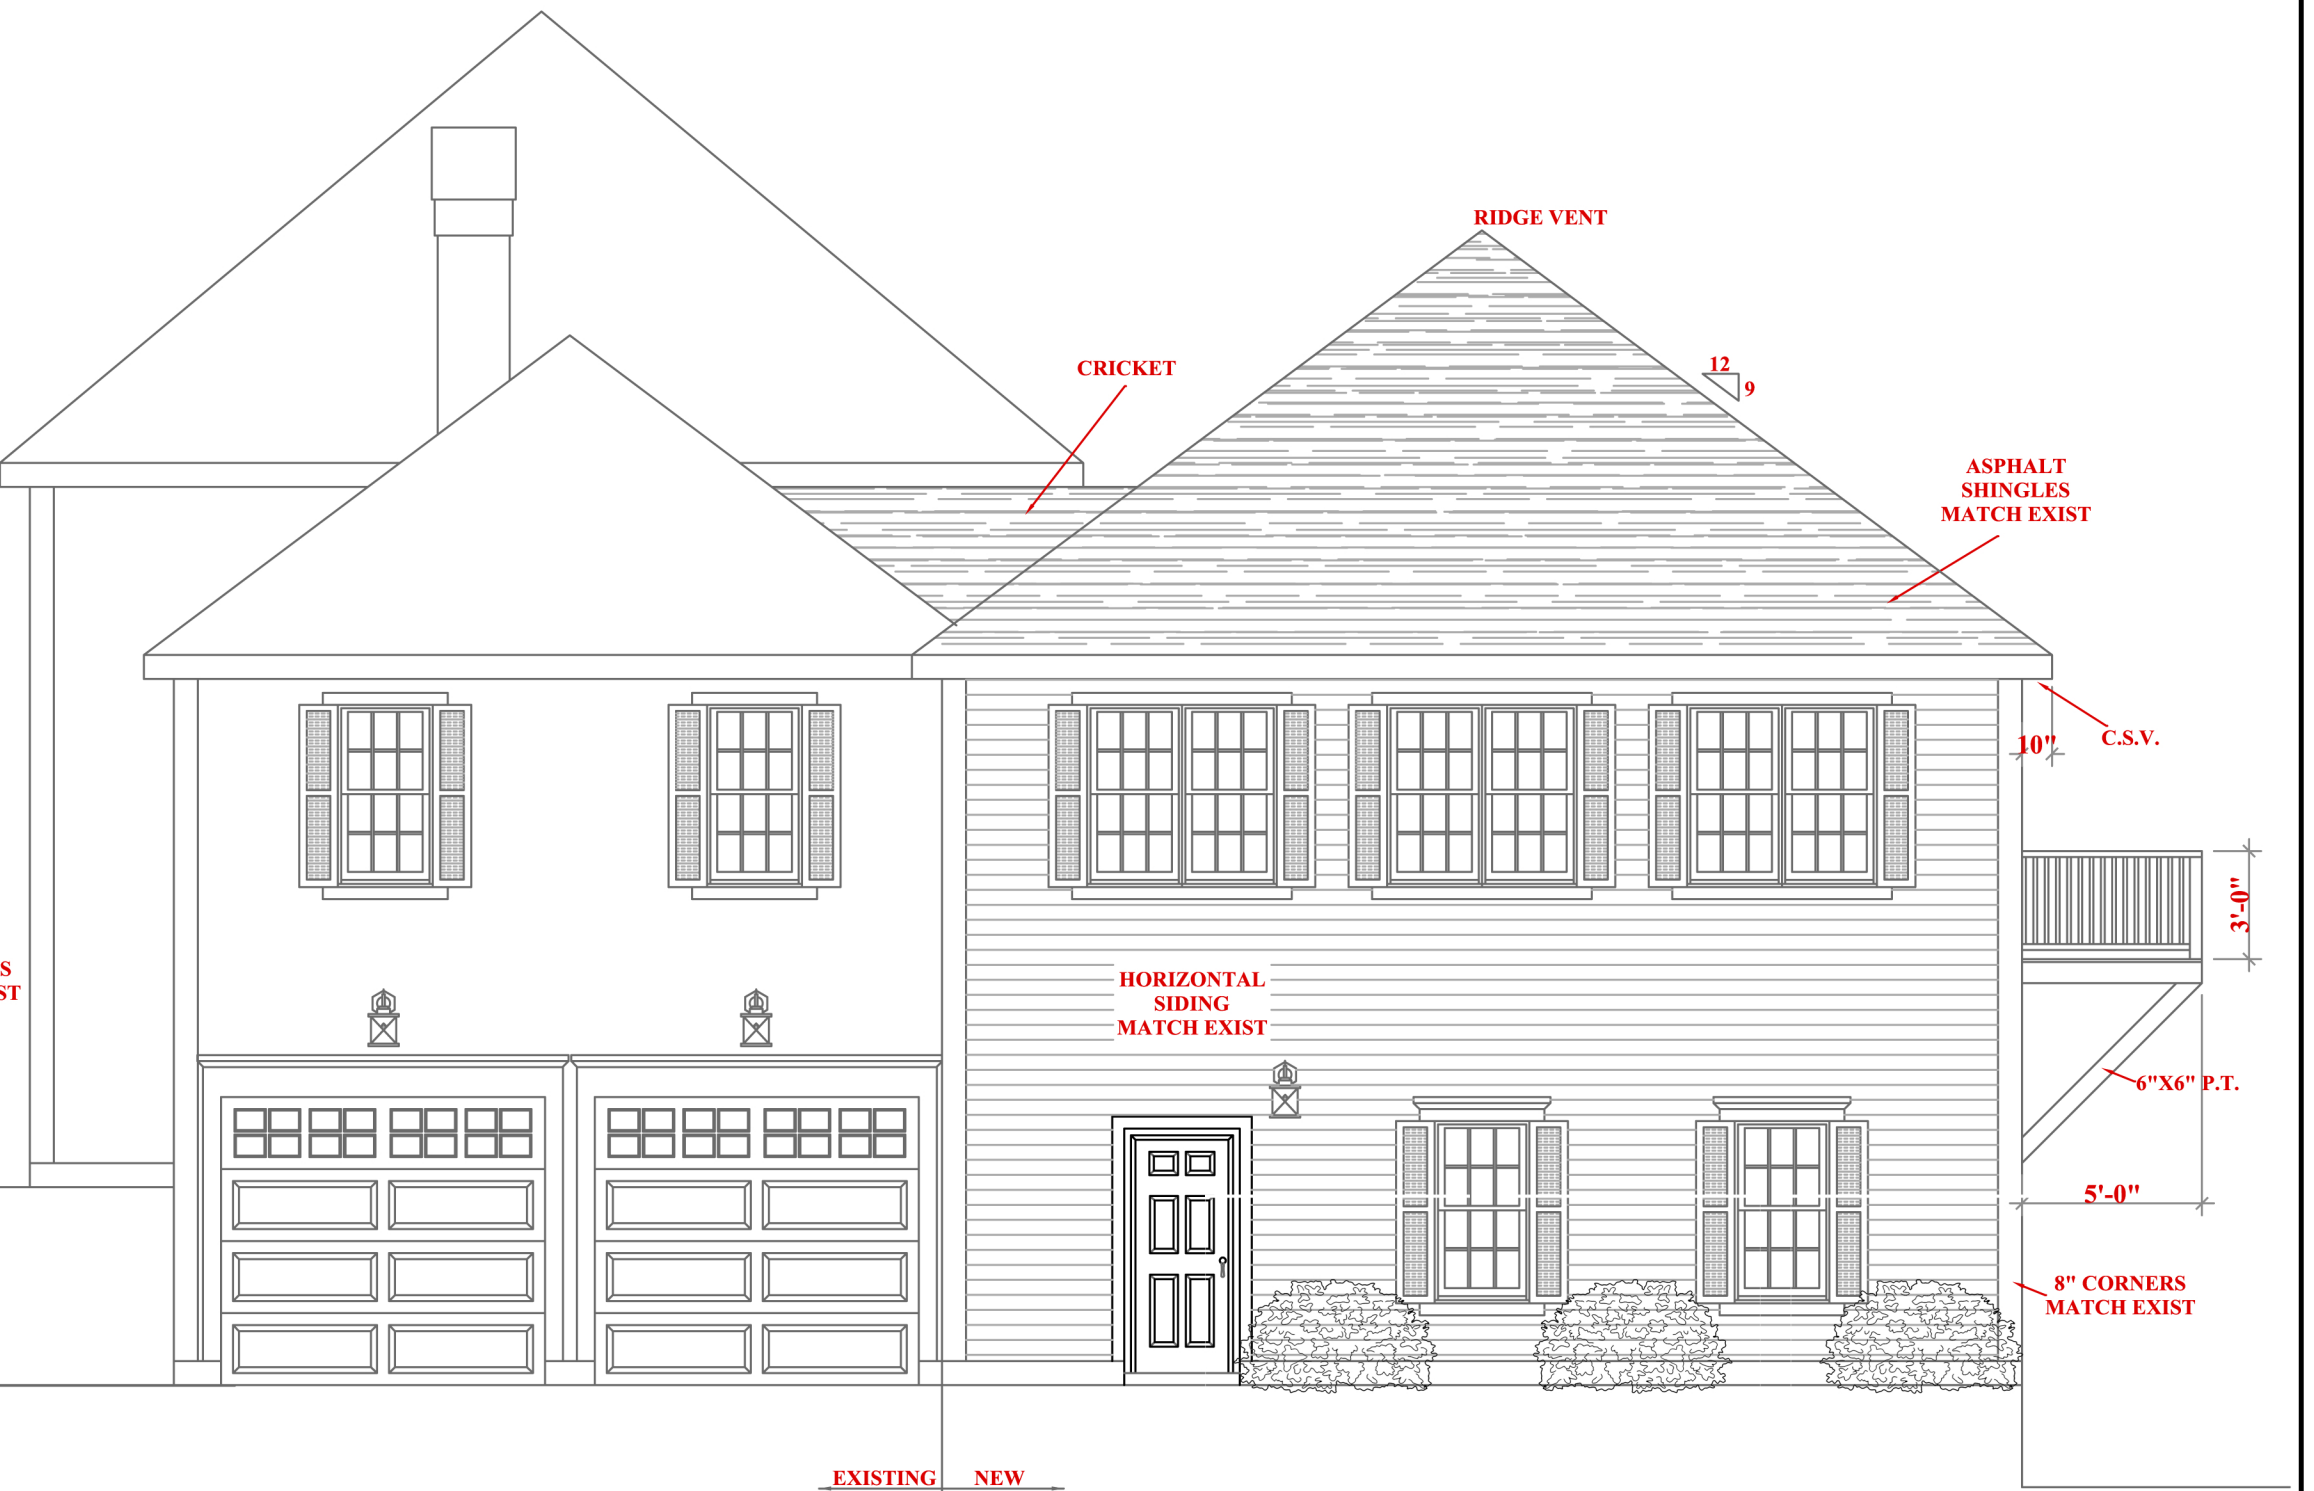 RIDGE VENT
CRICKET
12
9
ASPHALT
SHINGLES
MATCH EXIST
10"
C.S.V.
3'-0"
S
ST
HORIZONTAL
SIDING
MATCH EXIST
6"X6" P.T.
5'-0"
8" CORNERS
MATCH EXIST
EXISTING
NEW